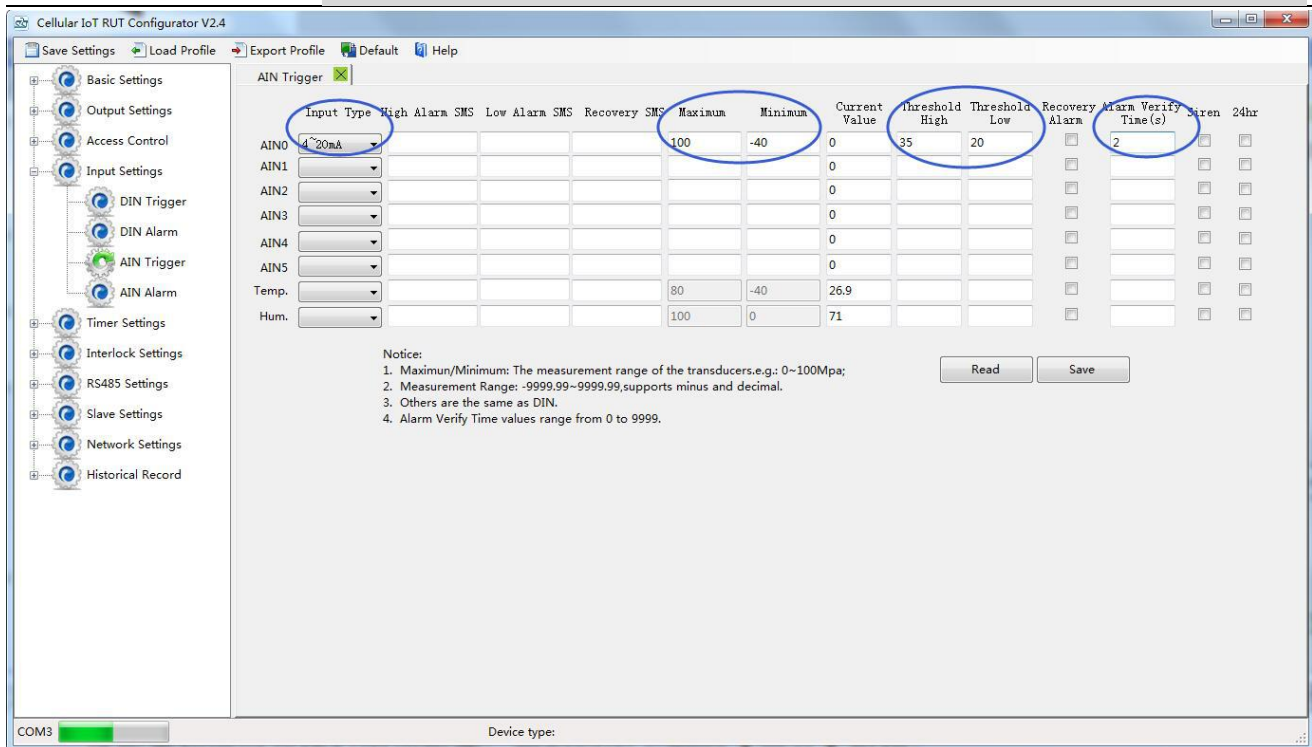 Cellular IoT RUT Configurator V2.4
Save Settings Load Profile Export Profile Default Help
Basic Settings
Output Settings
Access Control
Input Settings
DIN Trigger
DIN Alarm
AIN Trigger
AIN Alarm
Timer Settings
Interlock Settings
RS485 Settings
Slave Settings
Network Settings
Historical Record
AIN Trigger
Input Type High Alarm SMS Low Alarm SMS Recovery SMS Maximum Minimum Current Value Threshold High Threshold Low Recovery Alarm Alarm Verify Time(s) Siren 24hr
AIN0 4~20mA 100 -40 0 35 20 2
AIN1 0
AIN2 0
AIN3 0
AIN4 0
AIN5 0
Temp. 80 -40 26.9
Hum. 100 0 71
Notice:
1. Maximun/Minimum: The measurement range of the transducers.e.g.: 0~100Mpa;
2. Measurement Range: -9999.99~9999.99,supports minus and decimal.
3. Others are the same as DIN.
4. Alarm Verify Time values range from 0 to 9999.
Read Save
COM3 Device type: